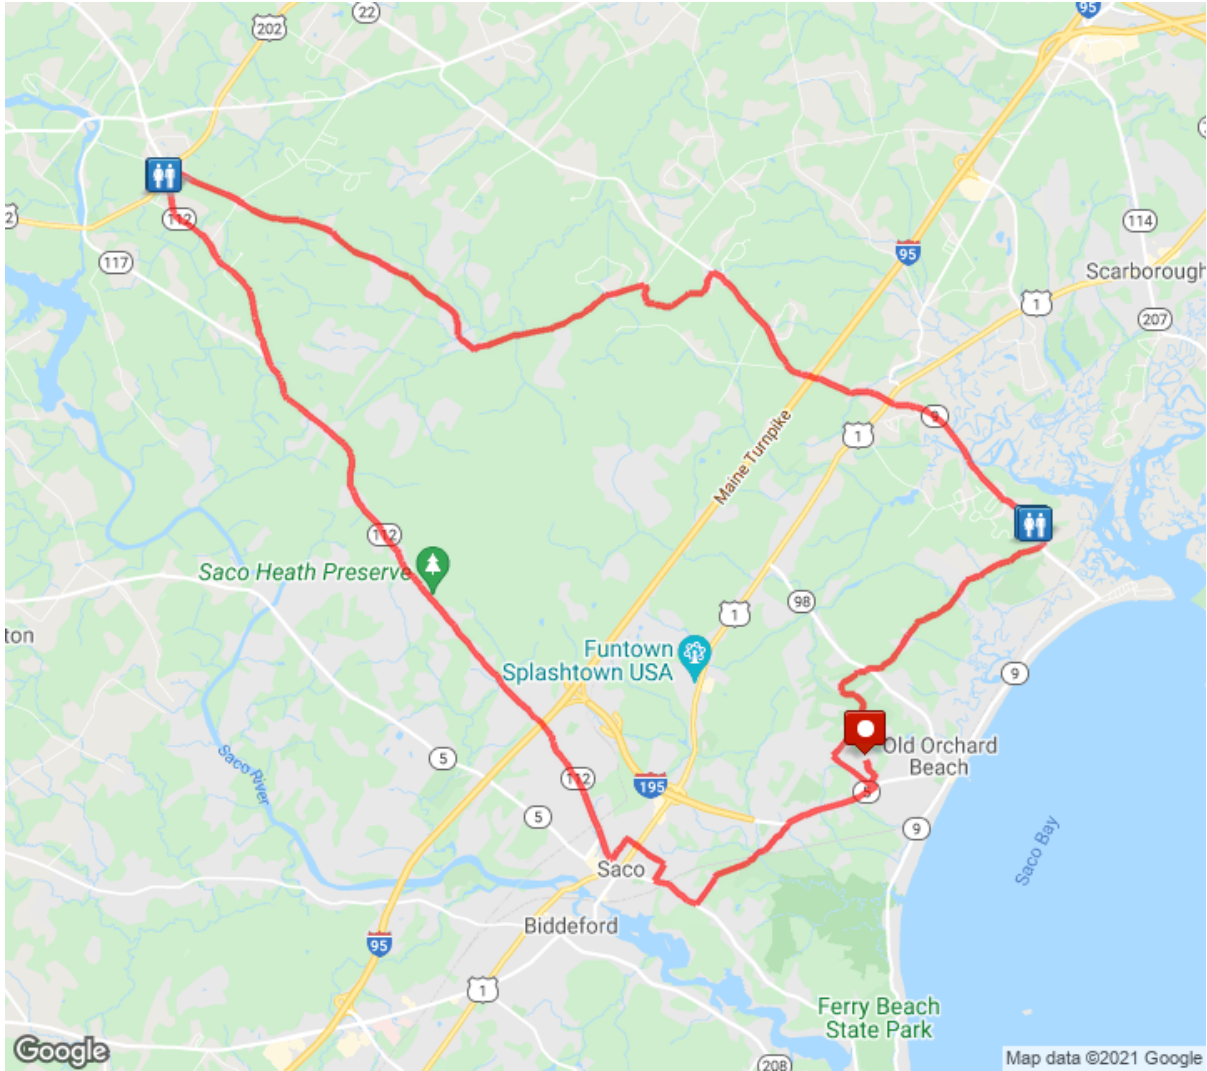 95
22
202
112
2
117
95
114
Scarborough
1
207
9
1
Maine Turnpike
112
Saco Heath Preserve
98
1
ton
Funtown
Splashtown USA
9
Old Orchard
Beach
5
Saco River
112
195
5
5
9
Saco Bay
Saco
Biddeford
95
1
Ferry Beach
State Park
208
Google
Map data ©2021 Google